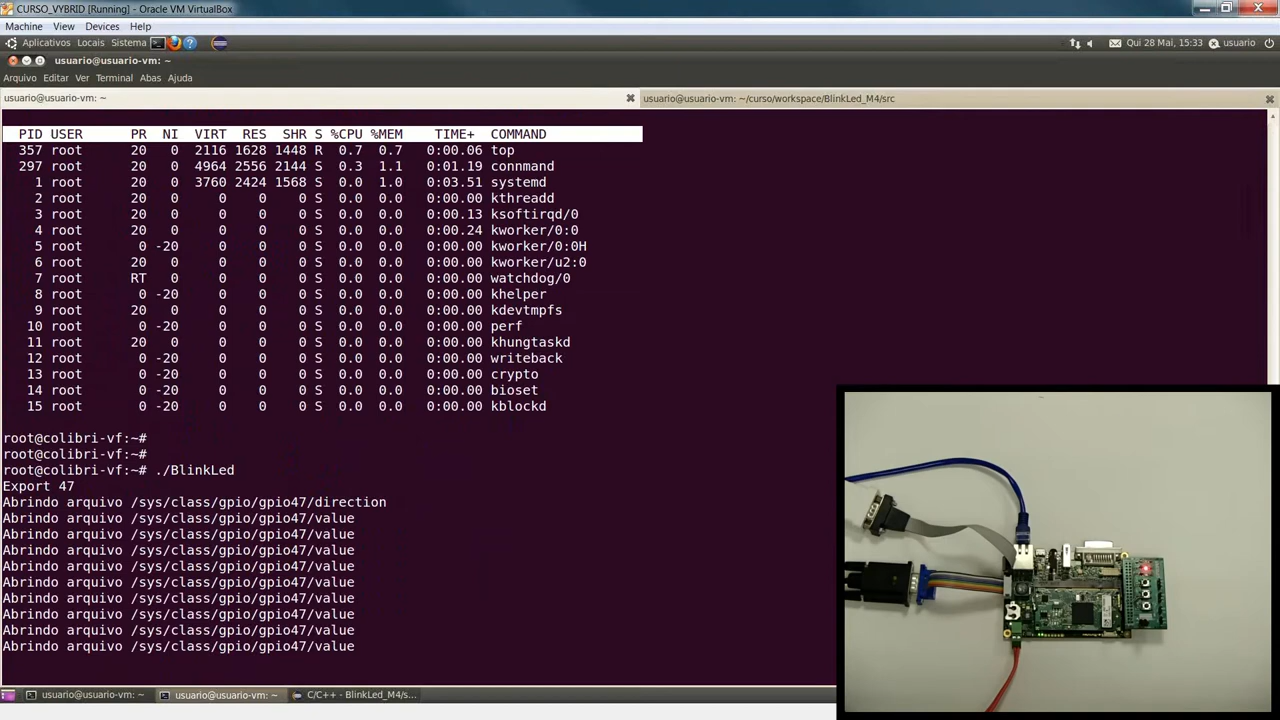 CURSO_VYBRID [Running] - Oracle VM VirtualBox
Machine View Devices Help
Aplicativos Locais Sistema Qui 28 Mai, 15:33 usuario
usuario@usuario-vm: ~
Arquivo Editar Ver Terminal Abas Ajuda
usuario@usuario-vm: ~ usuario@usuario-vm: ~/curso/workspace/BlinkLed_M4/src
PID USER PR NI VIRT RES SHR S %CPU %MEM TIME+ COMMAND
357 root 20 0 2116 1628 1448 R 0.7 0.7 0:00.06 top
297 root 20 0 4964 2556 2144 S 0.3 1.1 0:01.19 connmand
1 root 20 0 3760 2424 1568 S 0.0 1.0 0:03.51 systemd
2 root 20 0 0 0 0 S 0.0 0.0 0:00.00 kthreadd
3 root 20 0 0 0 0 S 0.0 0.0 0:00.13 ksoftirqd/0
4 root 20 0 0 0 0 S 0.0 0.0 0:00.24 kworker/0:0
5 root 0 -20 0 0 0 S 0.0 0.0 0:00.00 kworker/0:0H
6 root 20 0 0 0 0 S 0.0 0.0 0:00.00 kworker/u2:0
7 root RT 0 0 0 0 S 0.0 0.0 0:00.00 watchdog/0
8 root 0 -20 0 0 0 S 0.0 0.0 0:00.00 khelper
9 root 20 0 0 0 0 S 0.0 0.0 0:00.00 kdevtmpfs
10 root 0 -20 0 0 0 S 0.0 0.0 0:00.00 perf
11 root 20 0 0 0 0 S 0.0 0.0 0:00.00 khungtaskd
12 root 0 -20 0 0 0 S 0.0 0.0 0:00.00 writeback
13 root 0 -20 0 0 0 S 0.0 0.0 0:00.00 crypto
14 root 0 -20 0 0 0 S 0.0 0.0 0:00.00 bioset
15 root 0 -20 0 0 0 S 0.0 0.0 0:00.00 kblockd
root@colibri-vf:~#
root@colibri-vf:~#
root@colibri-vf:~# ./BlinkLed
Export 47
Abrindo arquivo /sys/class/gpio/gpio47/direction
Abrindo arquivo /sys/class/gpio/gpio47/value
Abrindo arquivo /sys/class/gpio/gpio47/value
Abrindo arquivo /sys/class/gpio/gpio47/value
Abrindo arquivo /sys/class/gpio/gpio47/value
Abrindo arquivo /sys/class/gpio/gpio47/value
Abrindo arquivo /sys/class/gpio/gpio47/value
Abrindo arquivo /sys/class/gpio/gpio47/value
Abrindo arquivo /sys/class/gpio/gpio47/value
Abrindo arquivo /sys/class/gpio/gpio47/value
usuario@usuario-vm: ~ usuario@usuario-vm: ~ C/C++ - BlinkLed_M4/s...